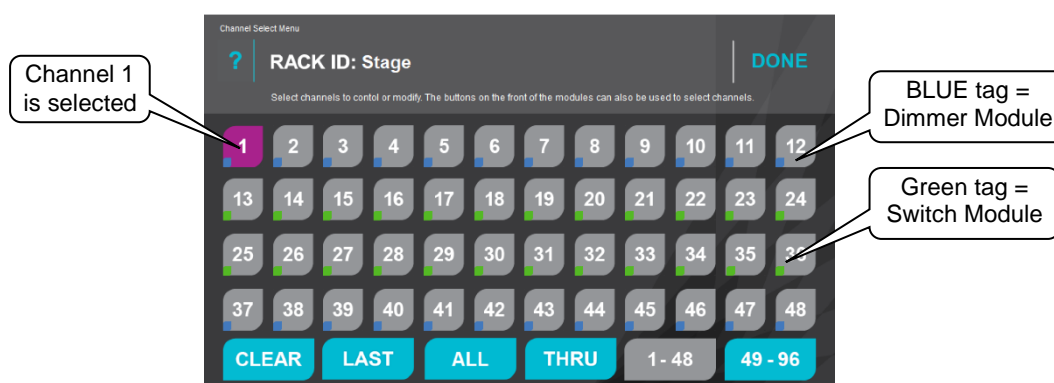 Channel Select Menu
? RACK ID: Stage DONE
Select channels to contol or modify. The buttons on the front of the modules can also be used to select channels.
Channel 1
is selected
BLUE tag =
Dimmer Module
1 2 3 4 5 6 7 8 9 10 11 12
Green tag =
Switch Module
13 14 15 16 17 18 19 20 21 22 23 24
25 26 27 28 29 30 31 32 33 34 35 36
37 38 39 40 41 42 43 44 45 46 47 48
CLEAR LAST ALL THRU 1 - 48 49 - 96